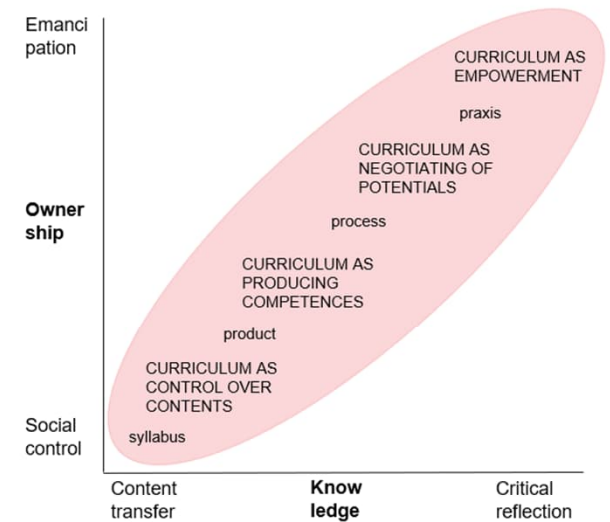 Emanci
pation
CURRICULUM AS
EMPOWERMENT
praxis
CURRICULUM AS
NEGOTIATING OF
POTENTIALS
Owner
ship
process
CURRICULUM AS
PRODUCING
COMPETENCES
product
CURRICULUM AS
CONTROL OVER
CONTENTS
Social
control
syllabus
Content
transfer
Know
ledge
Critical
reflection